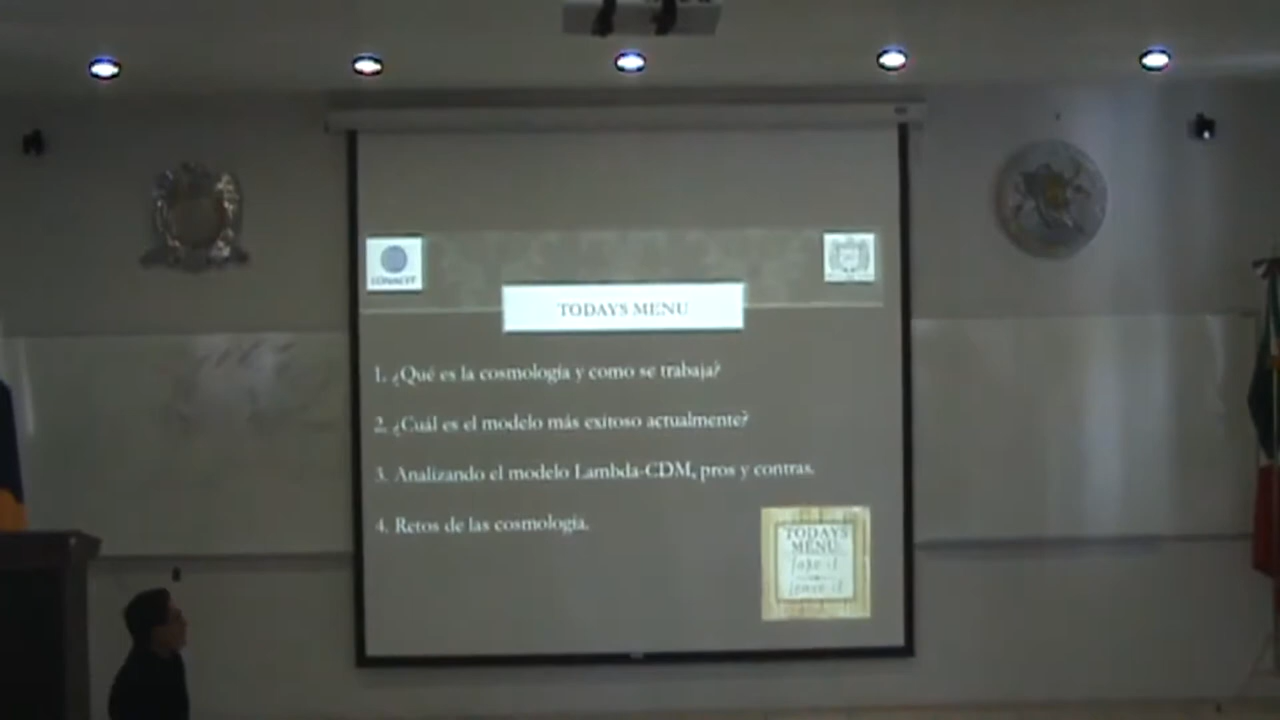 CONACYT
TODAYS MENU
1. ¿Qué es la cosmología y como se trabaja?
2. ¿Cuál es el modelo más exitoso actualmente?
3. Analizando el modelo Lambda-CDM, pros y contras.
4. Retos de las cosmología.
TODAYS
MENU